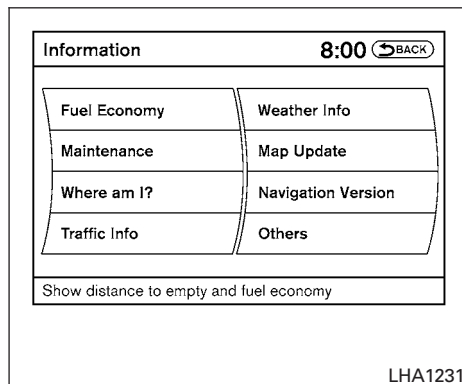 Information 8:00 BACK
Fuel Economy Weather Info
Maintenance Map Update
Where am I? Navigation Version
Traffic Info Others
Show distance to empty and fuel economy
LHA1231